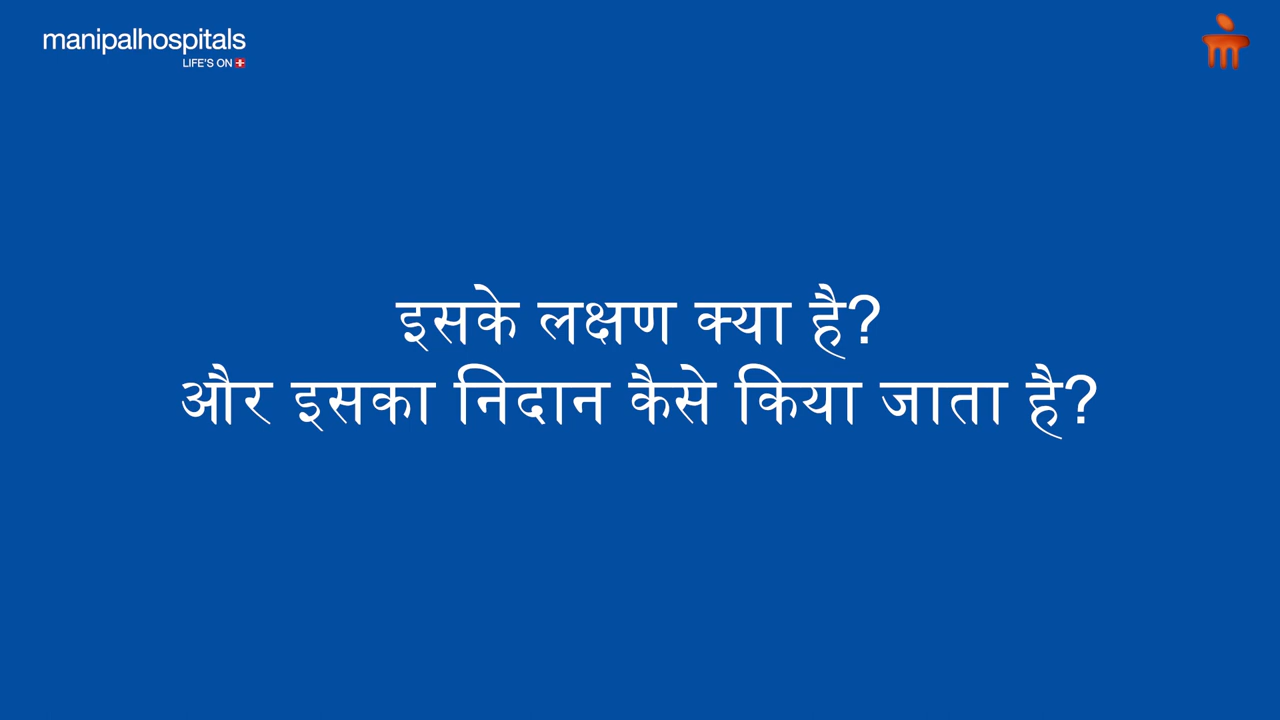 manipalhospitals
LIFE'S ON
इसके लक्षण क्या है?
और इसका निदान कैसे किया जाता है?